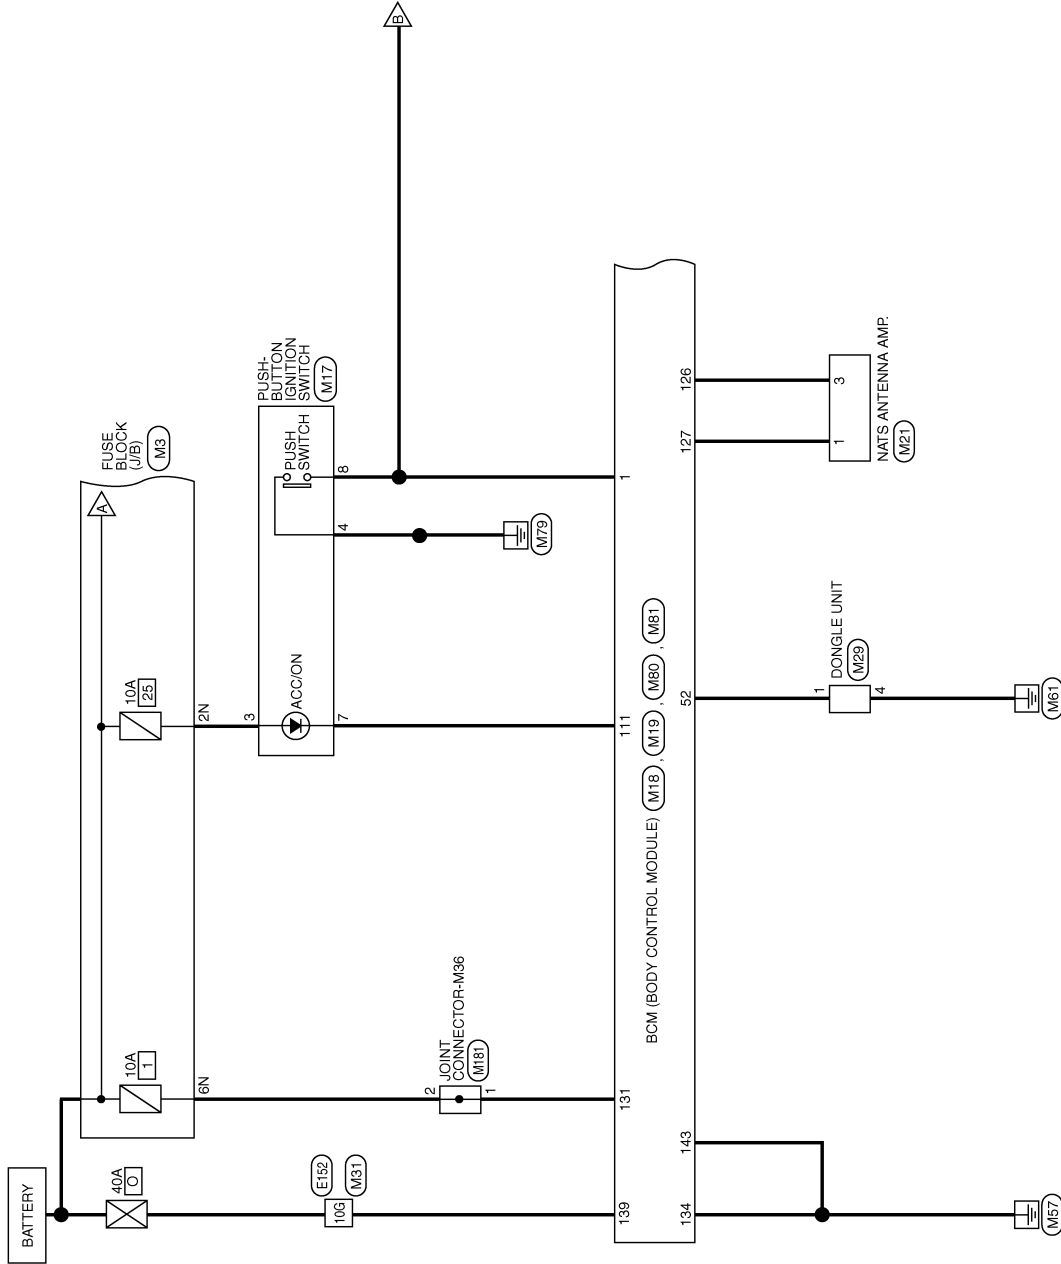 BATTERY
40A
O
E152
M31
10G
139
134
143
M57
10A
1
6N
JOINT
CONNECTOR-M36
M181
2
1
131
FUSE
BLOCK
(J/B)
M3
A
10A
25
2N
3
ACC/ON
7
111
PUSH-
BUTTON
IGNITION
SWITCH
M17
PUSH
SWITCH
4
8
M79
1
B
BCM (BODY CONTROL MODULE) M18 , M19 , M80 , M81
52
DONGLE UNIT
M29
1
4
M61
127
126
1
3
NATS ANTENNA AMP.
M21